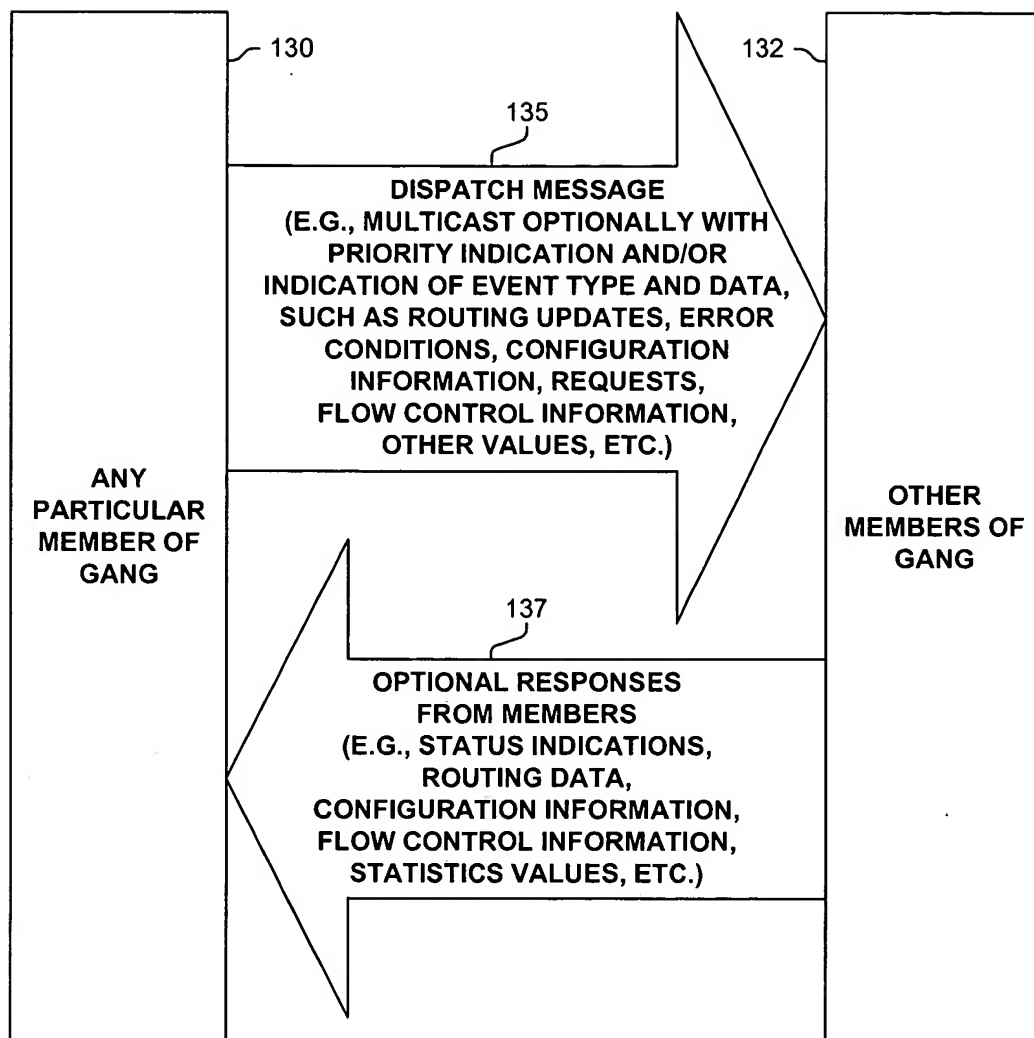 130
132
135
DISPATCH MESSAGE
(E.G., MULTICAST OPTIONALLY WITH
PRIORITY INDICATION AND/OR
INDICATION OF EVENT TYPE AND DATA,
SUCH AS ROUTING UPDATES, ERROR
CONDITIONS, CONFIGURATION
INFORMATION, REQUESTS,
FLOW CONTROL INFORMATION,
OTHER VALUES, ETC.)
ANY
PARTICULAR
MEMBER OF
GANG
OTHER
MEMBERS OF
GANG
137
OPTIONAL RESPONSES
FROM MEMBERS
(E.G., STATUS INDICATIONS,
ROUTING DATA,
CONFIGURATION INFORMATION,
FLOW CONTROL INFORMATION,
STATISTICS VALUES, ETC.)